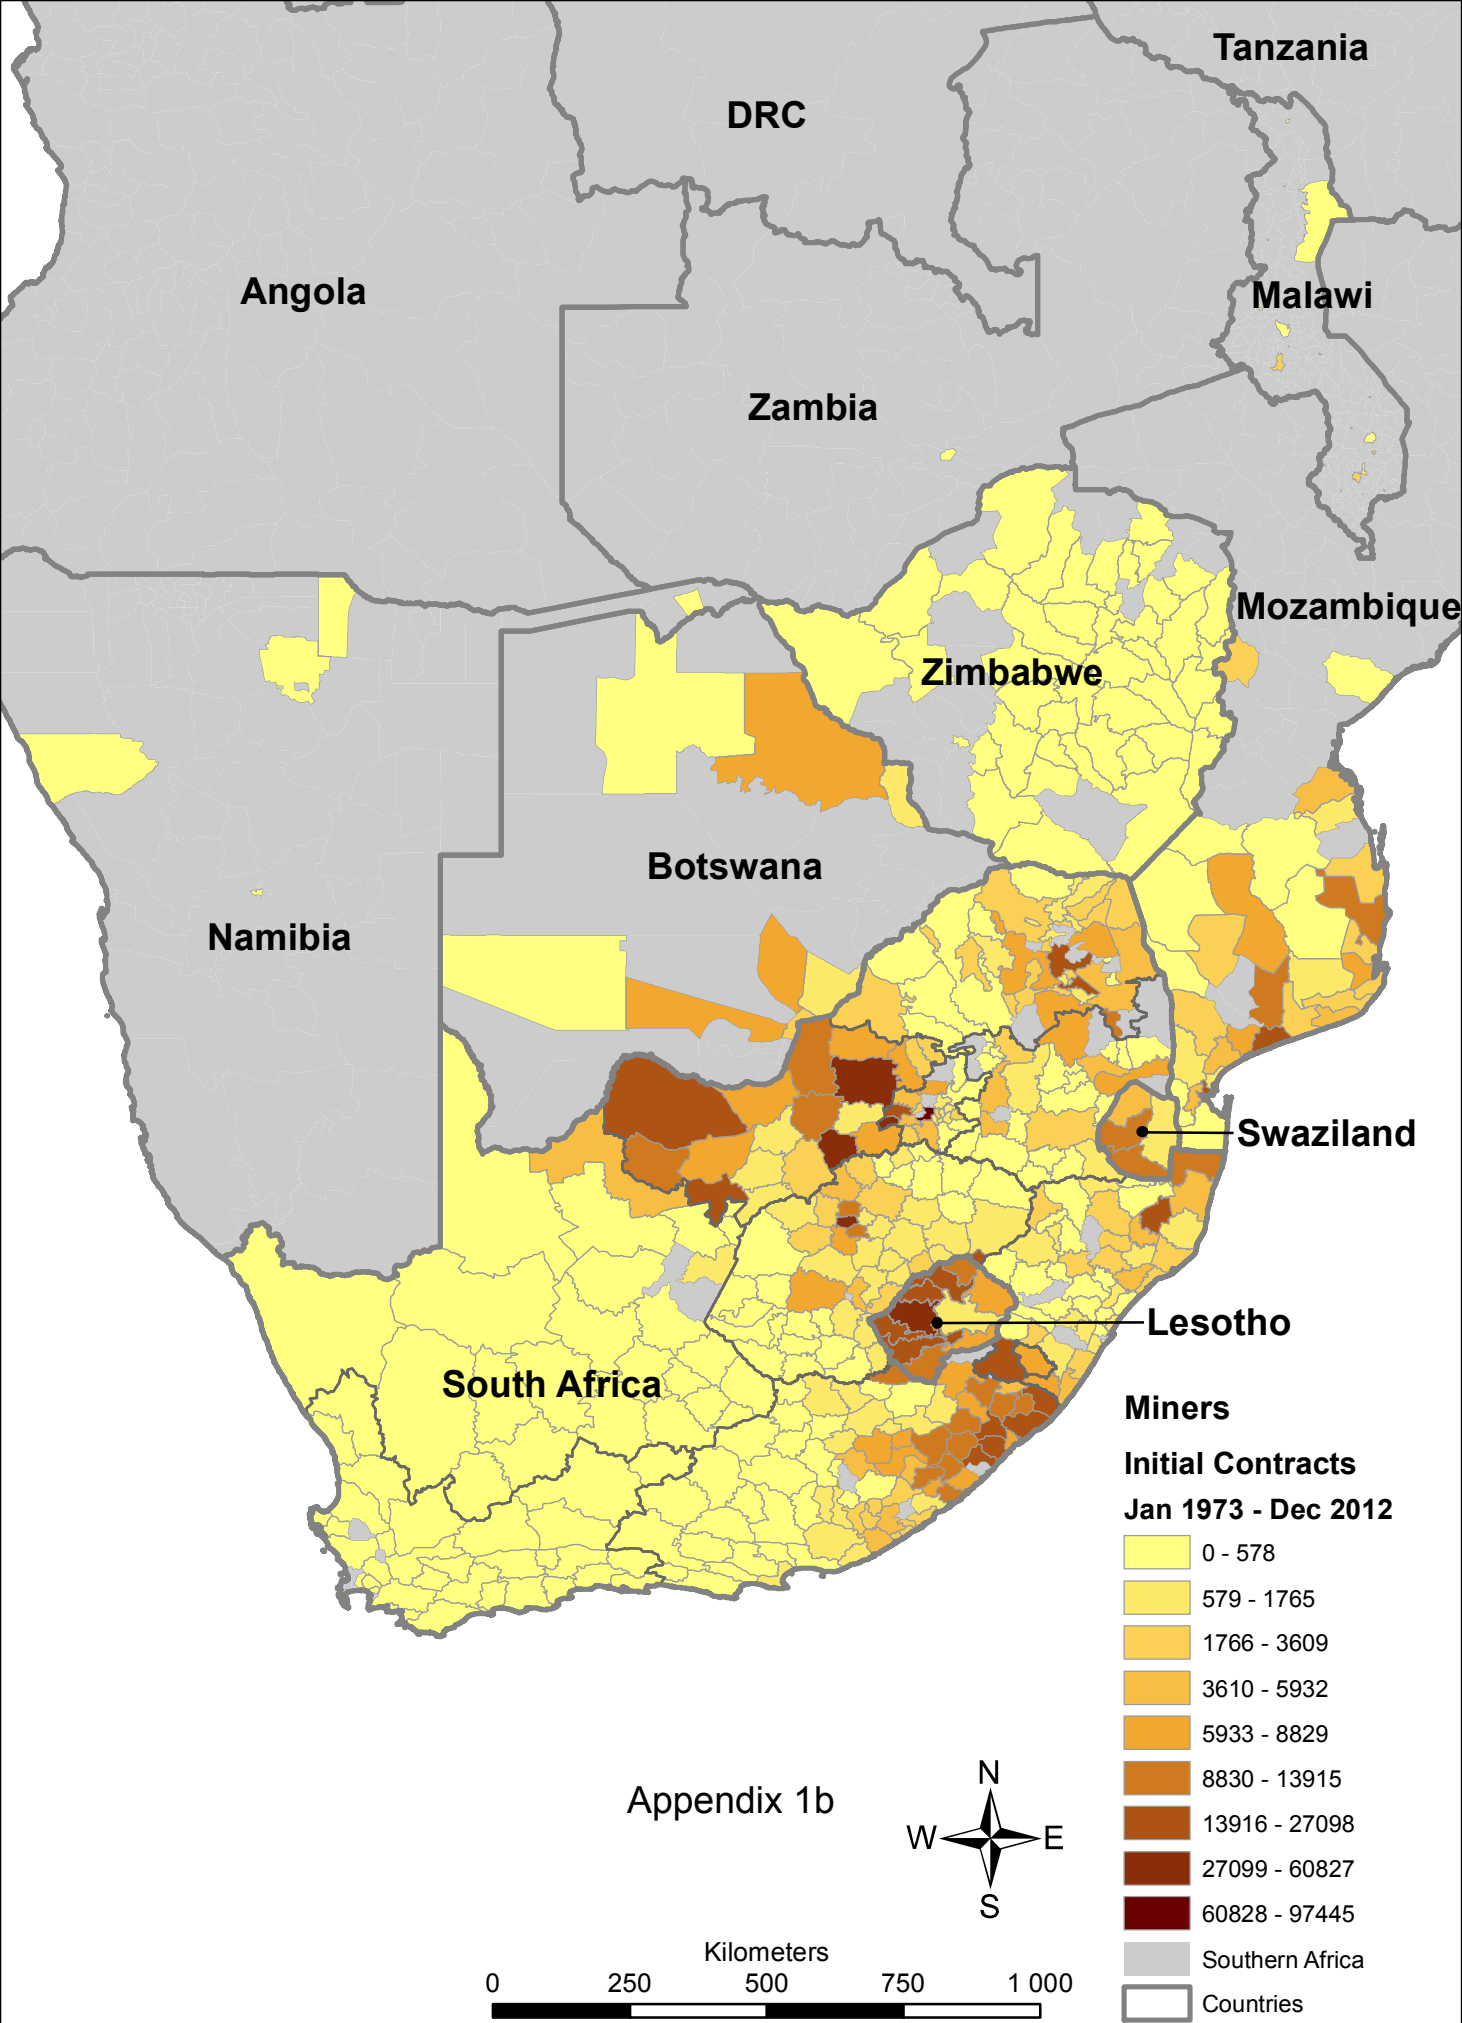 Tanzania
DRC
Angola
Malawi
Zambia
Mozambique
Zimbabwe
Botswana
Namibia
Swaziland
Lesotho
South Africa
Miners
Initial Contracts
Jan 1973 - Dec 2012
0 - 578
579 - 1765
1766 - 3609
3610 - 5932
5933 - 8829
8830 - 13915
13916 - 27098
27099 - 60827
60828 - 97445
Southern Africa
Countries
Appendix 1b
N
W E
S
Kilometers
0 250 500 750 1 000